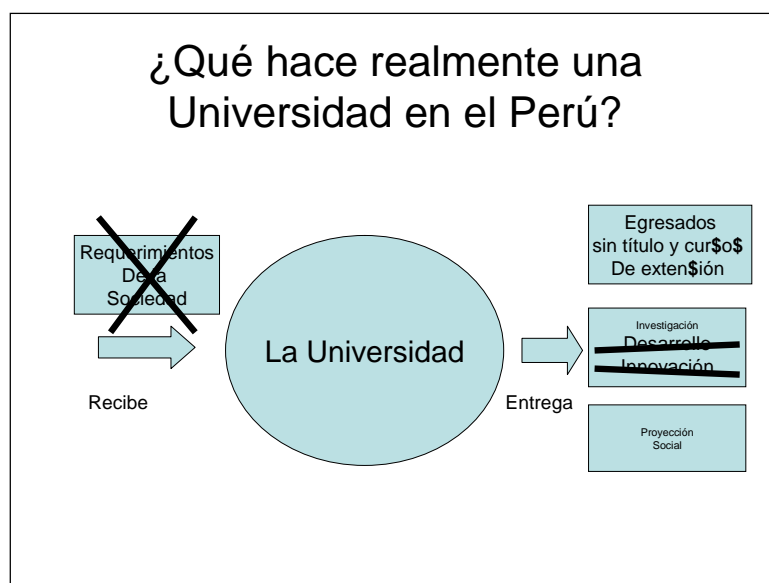 ¿Qué hace realmente una
Universidad en el Perú?
Requerimientos
De la
Sociedad
Recibe
La Universidad
Entrega
Egresados
sin título y cur$o$
De exten$ión
Investigación
Desarrollo
Innovación
Proyección
Social